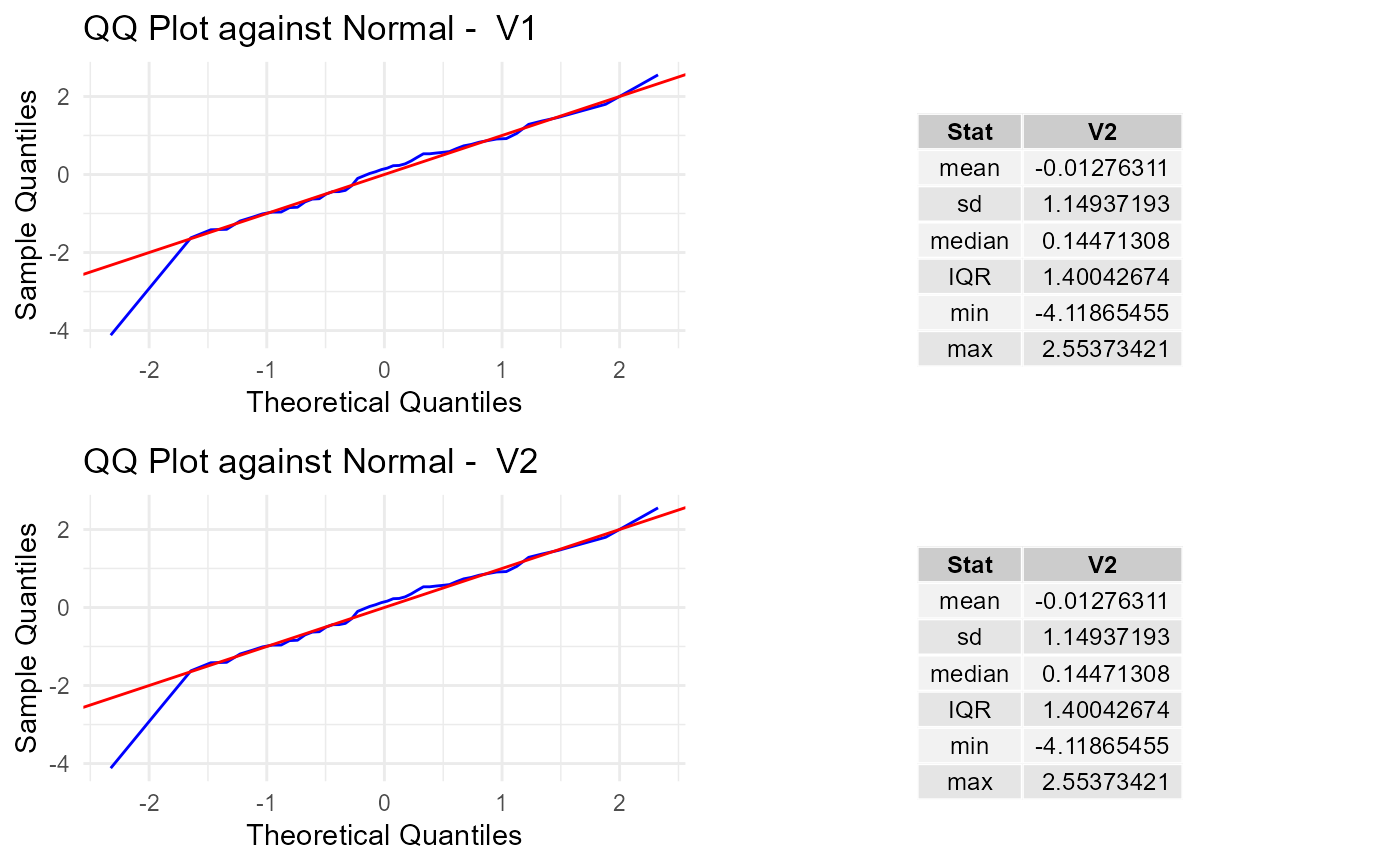 QQ Plot against Normal -  V1
Sample Quantiles
2
0
-2
-4
-2 -1 0 1 2
Theoretical Quantiles
Stat V2
mean -0.01276311
sd 1.14937193
median 0.14471308
IQR 1.40042674
min -4.11865455
max 2.55373421
QQ Plot against Normal -  V2
Sample Quantiles
2
0
-2
-4
-2 -1 0 1 2
Theoretical Quantiles
Stat V2
mean -0.01276311
sd 1.14937193
median 0.14471308
IQR 1.40042674
min -4.11865455
max 2.55373421